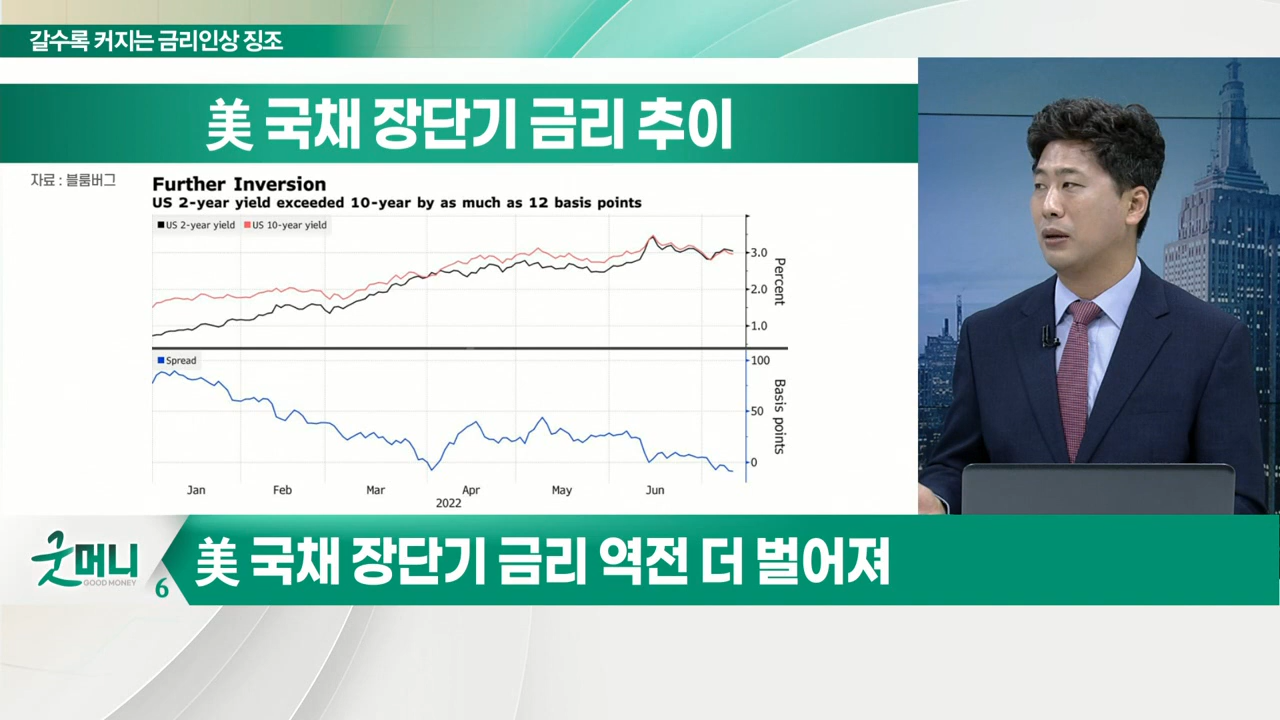 갈수록 커지는 금리인상 징조
美 국채 장단기 금리 추이
자료 : 블룸버그
Further Inversion
US 2-year yield exceeded 10-year by as much as 12 basis points
US 2-year yield US 10-year yield
3.0
2.0
1.0
Percent
Spread
100
50
0
Basis points
Jan Feb Mar Apr May Jun
2022
굿머니
GOOD MONEY
6
美 국채 장단기 금리 역전 더 벌어져